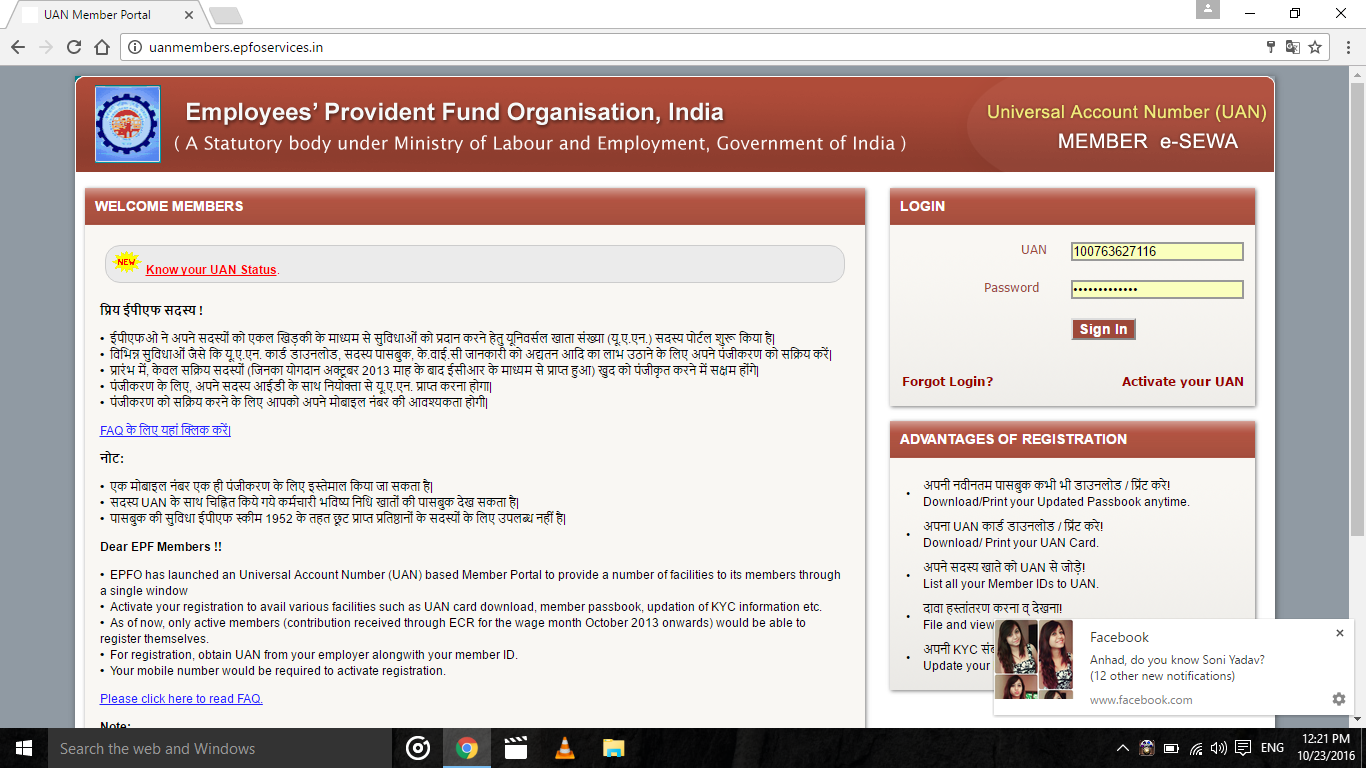 UAN Member Portal
uanmembers.epfoservices.in
Employees' Provident Fund Organisation, India
( A Statutory body under Ministry of Labour and Employment, Government of India )
Universal Account Number (UAN)
MEMBER e-SEWA
WELCOME MEMBERS
NEW Know your UAN Status.
प्रिय ईपीएफ सदस्य !
• ईपीएफओ ने अपने सदस्यों को एकल खिड़की के माध्यम से सुविधाओं को प्रदान करने हेतु यूनिवर्सल खाता संख्या (यू.ए.एन.) सदस्य पोर्टल शुरू किया है|
• विभिन्न सुविधाओं जैसे कि यू.ए.एन. कार्ड डाउनलोड, सदस्य पासबुक, के.वाई.सी जानकारी को अद्यतन आदि का लाभ उठाने के लिए अपने पंजीकरण को सक्रिय करें|
• प्रारंभ में, केवल सक्रिय सदस्यों (जिनका योगदान अक्टूबर 2013 माह के बाद ईसीआर के माध्यम से प्राप्त हुआ) खुद को पंजीकृत करने में सक्षम होंगे|
• पंजीकरण के लिए, अपने सदस्य आईडी के साथ नियोक्ता से यू.ए.एन. प्राप्त करना होगा|
• पंजीकरण को सक्रिय करने के लिए आपको अपने मोबाइल नंबर की आवश्यकता होगी|
FAQ के लिए यहां क्लिक करें|
नोट:
• एक मोबाइल नंबर एक ही पंजीकरण के लिए इस्तेमाल किया जा सकता है|
• सदस्य UAN के साथ चिह्नित किये गये कर्मचारी भविष्य निधि खातों की पासबुक देख सकता है|
• पासबुक की सुविधा ईपीएफ स्कीम 1952 के तहत छूट प्राप्त प्रतिष्ठानों के सदस्यों के लिए उपलब्ध नहीं है|
Dear EPF Members !!
• EPFO has launched an Universal Account Number (UAN) based Member Portal to provide a number of facilities to its members through
a single window
• Activate your registration to avail various facilities such as UAN card download, member passbook, updation of KYC information etc.
• As of now, only active members (contribution received through ECR for the wage month October 2013 onwards) would be able to
register themselves.
• For registration, obtain UAN from your employer alongwith your member ID.
• Your mobile number would be required to activate registration.
Please click here to read FAQ.
Note:
LOGIN
UAN 100763627116
Password •••••••••••••
Sign In
Forgot Login? Activate your UAN
ADVANTAGES OF REGISTRATION
• अपनी नवीनतम पासबुक कभी भी डाउनलोड / प्रिंट करे!
Download/Print your Updated Passbook anytime.
• अपना UAN कार्ड डाउनलोड / प्रिंट करे!
Download/ Print your UAN Card.
• अपने सदस्य खाते को UAN से जोड़े!
List all your Member IDs to UAN.
• दावा हस्तांतरण करना व् देखना!
File and view
• अपनी KYC
Update your
Facebook
Anhad, do you know Soni Yadav?
(12 other new notifications)
www.facebook.com
Search the web and Windows
ENG
12:21 PM
10/23/2016